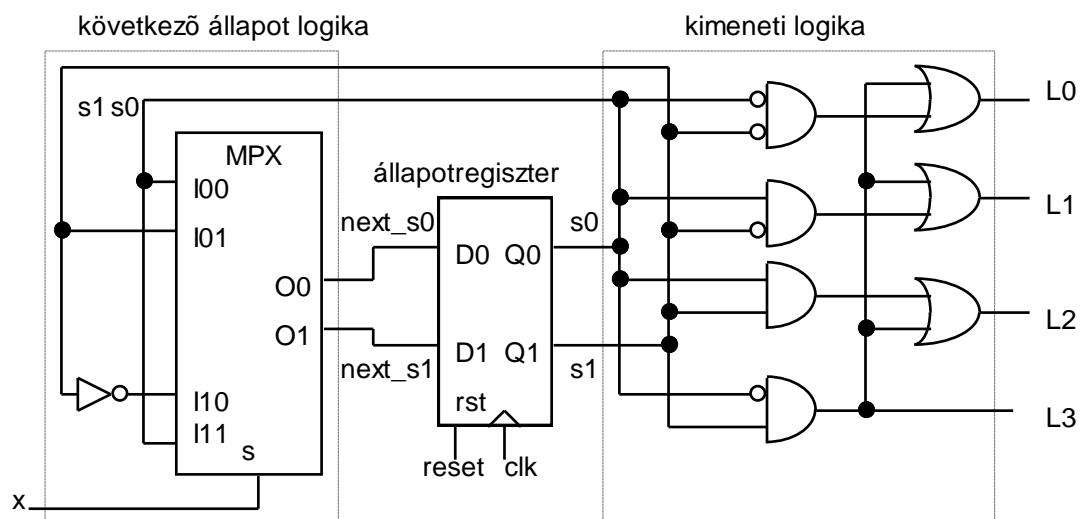 következõ állapot logika
kimeneti logika
s1 s0
MPX
I00
I01
O0
O1
I10
I11
s
x
állapotregiszter
next_s0
next_s1
D0 Q0
D1 Q1
rst
reset
clk
s0
s1
L0
L1
L2
L3